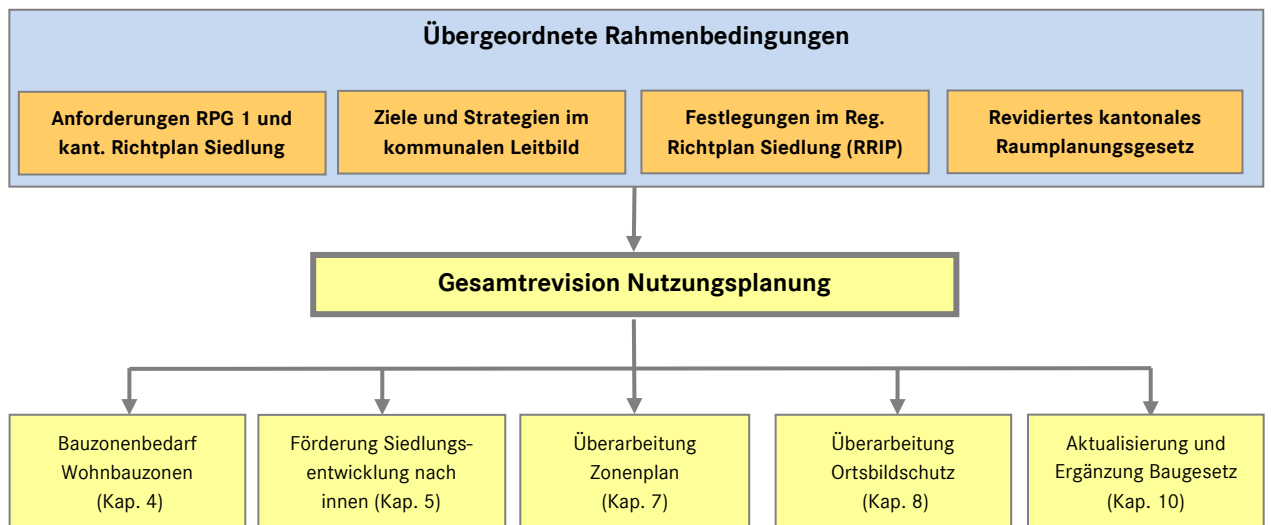 Übergeordnete Rahmenbedingungen
Anforderungen RPG 1 und
kant. Richtplan Siedlung
Ziele und Strategien im
kommunalen Leitbild
Festlegungen im Reg.
Richtplan Siedlung (RRIP)
Revidiertes kantonales
Raumplanungsgesetz
Gesamtrevision Nutzungsplanung
Bauzonenbedarf
Wohnbauzonen
(Kap. 4)
Förderung Siedlungs-
entwicklung nach
innen (Kap. 5)
Überarbeitung
Zonenplan
(Kap. 7)
Überarbeitung
Ortsbildschutz
(Kap. 8)
Aktualisierung und
Ergänzung Baugesetz
(Kap. 10)